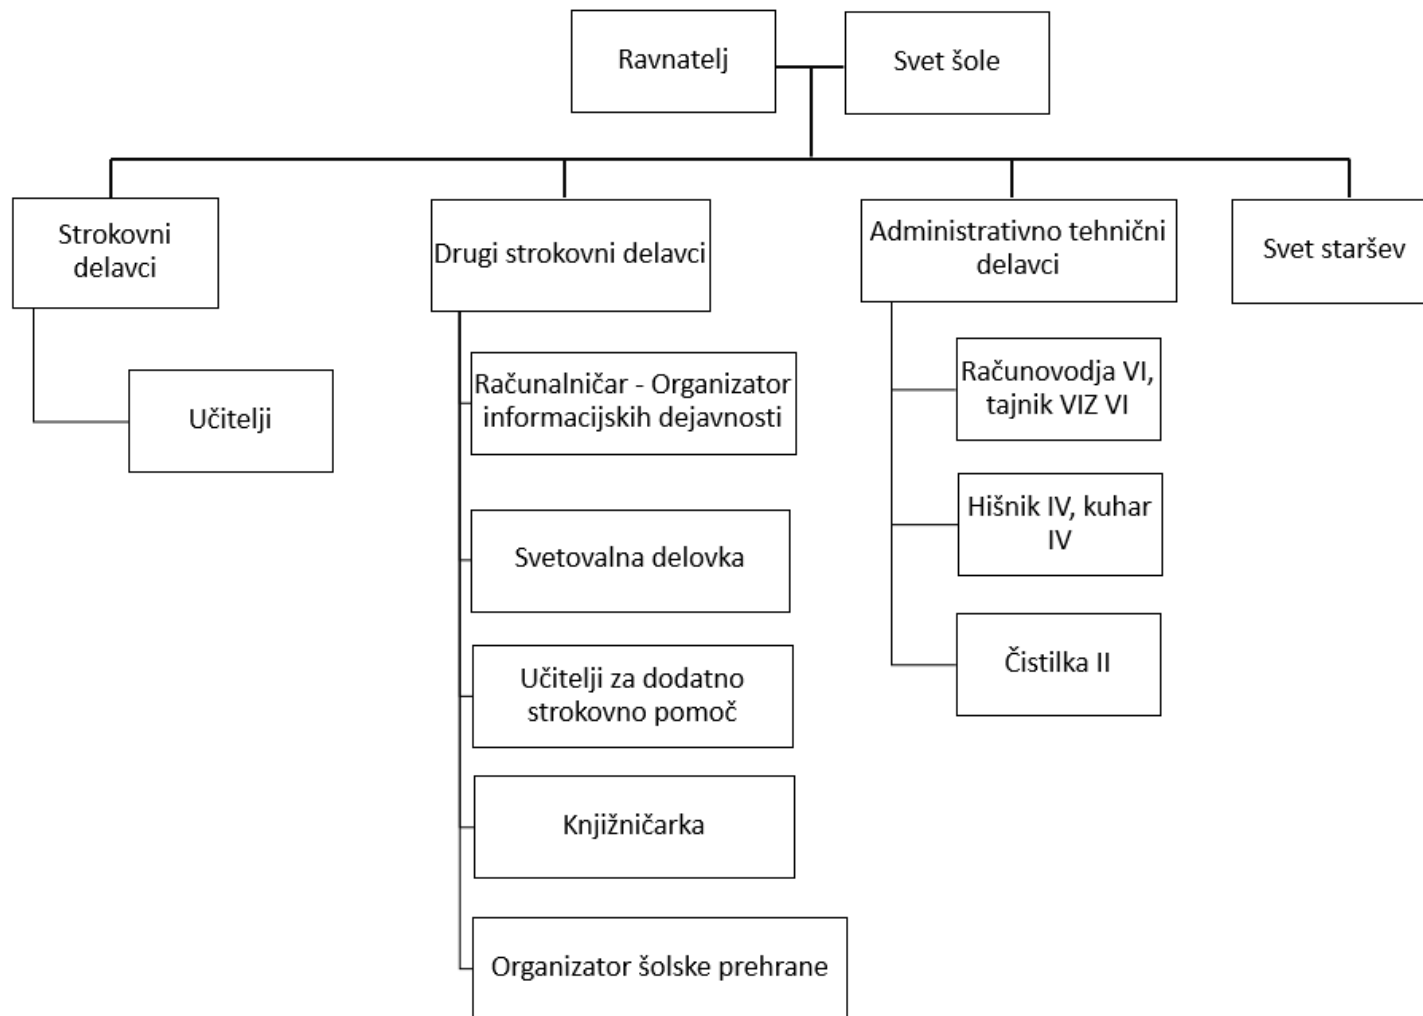 Ravnatelj
Svet šole
Strokovni
delavci
Drugi strokovni delavci
Administrativno tehnični
delavci
Svet staršev
Učitelji
Računalničar - Organizator
informacijskih dejavnosti
Svetovalna delovka
Učitelji za dodatno
strokovno pomoč
Knjižničarka
Organizator šolske prehrane
Računovodja VI,
tajnik VIZ VI
Hišnik IV, kuhar
IV
Čistilka II